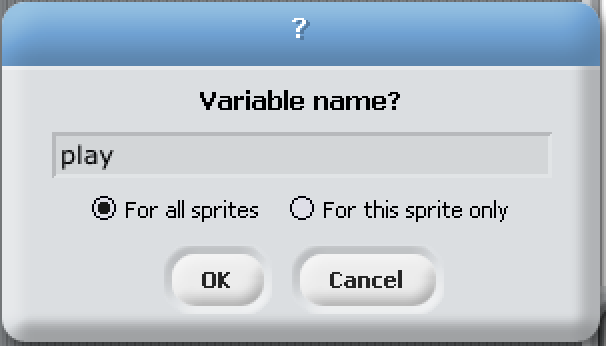 ?
Variable name?
play
For all sprites For this sprite only
OK Cancel